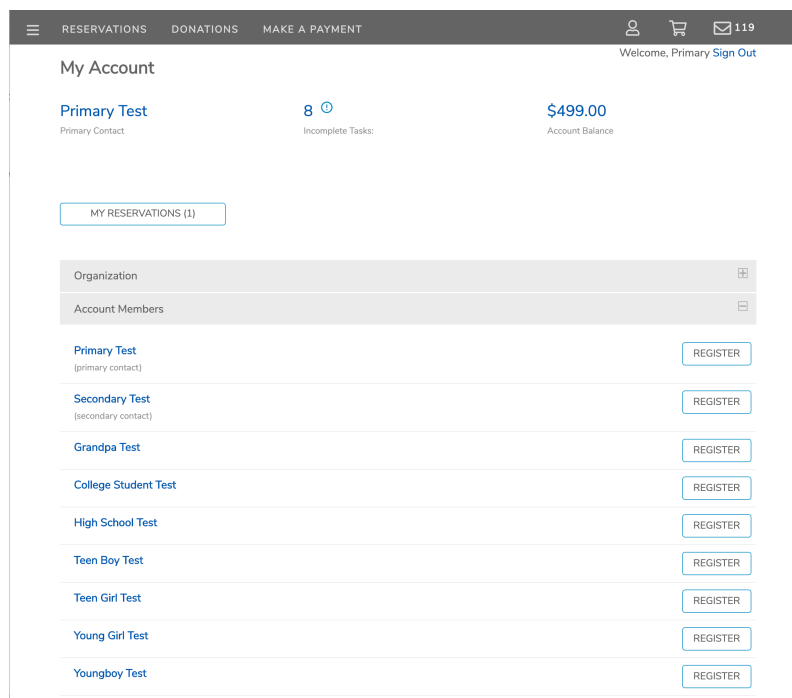 RESERVATIONS DONATIONS MAKE A PAYMENT 119
Welcome, Primary Sign Out
My Account
Primary Test 8 $499.00
Primary Contact Incomplete Tasks: Account Balance
MY RESERVATIONS (1)
Organization
Account Members
Primary Test REGISTER
(primary contact)
Secondary Test REGISTER
(secondary contact)
Grandpa Test REGISTER
College Student Test REGISTER
High School Test REGISTER
Teen Boy Test REGISTER
Teen Girl Test REGISTER
Young Girl Test REGISTER
Youngboy Test REGISTER